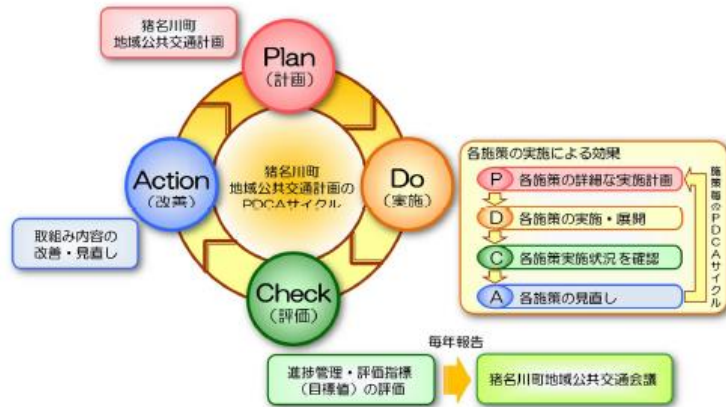 猪名川町
地域公共交通計画
Plan
(計画)
Action
(改善)
猪名川町
地域公共交通計画の
PDCAサイクル
Do
(実施)
取組み内容の
改善・見直し
Check
(評価)
各施策の実施による効果
P 各施策の詳細な実施計画
D 各施策の実施・展開
C 各施策実施状況を確認
A 各施策の見直し
施策毎のPDCAサイクル
進捗管理・評価指標
(目標値)の評価
毎年報告
猪名川町地域公共交通会議